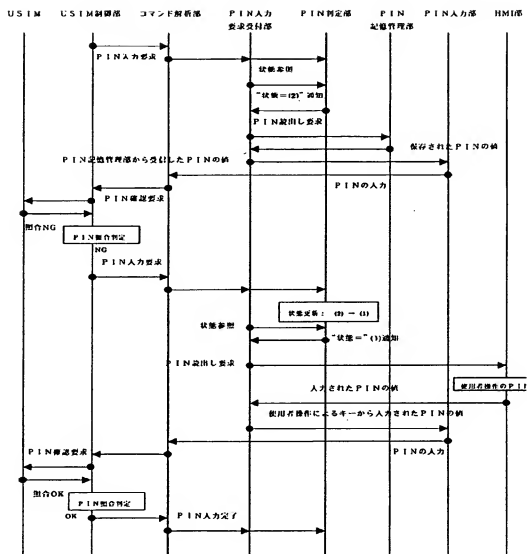 USIM
USIM制御部
コマンド解析部
PIN入力
要求受付部
PIN判定部
PIN
記憶管理部
PIN入力部
HMI部
PIN入力要求
状態参照
"状態=(2)"通知
PIN読出し要求
保存されたPINの値
PIN記憶管理部から受信したPINの値
PINの入力
PIN確認要求
照合NG
PIN照合判定
NG
PIN入力要求
状態更新: (2) → (1)
状態参照
"状態="(1)通知
PIN読出し要求
使用者操作のPIN
入力されたPINの値
使用者操作によるキーから入力されたPINの値
PINの入力
PIN確認要求
照合OK
PIN照合判定
OK
PIN入力完了